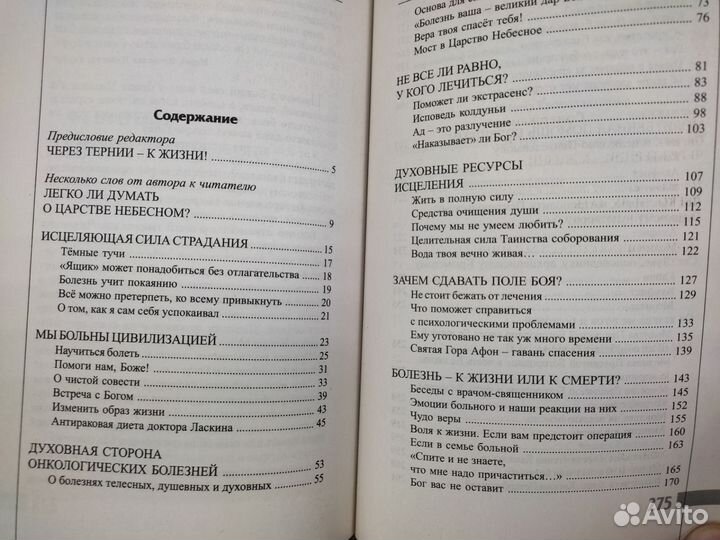 Содержание
Предисловие редактора
ЧЕРЕЗ ТЕРНИИ – К ЖИЗНИ! 5
Несколько слов от автора к читателю
ЛЕГКО ЛИ ДУМАТЬ
О ЦАРСТВЕ НЕБЕСНОМ? 9
ИСЦЕЛЯЮЩАЯ СИЛА СТРАДАНИЯ 15
Тёмные тучи 17
«Ящик» может понадобиться без отлагательства 18
Болезнь учит покаянию 19
Всё можно претерпеть, ко всему привыкнуть 20
О том, как я сам себя успокаивал 21
МЫ БОЛЬНЫ ЦИВИЛИЗАЦИЕЙ 23
Научиться болеть 25
Помоги нам, Боже! 31
О чистой совести 33
Встреча с Богом 39
Изменить образ жизни 43
Антираковая диета доктора Ласкина 45
ДУХОВНАЯ СТОРОНА
ОНКОЛОГИЧЕСКИХ БОЛЕЗНЕЙ 53
О болезнях телесных, душевных и духовных 55
Основа для
«Болезнь ваша – великий дар 73
Вера твоя спасёт тебя!
Мост в Царство Небесное 76
НЕ ВСЕ ЛИ РАВНО,
У КОГО ЛЕЧИТЬСЯ? 81
Поможет ли экстрасенс? 83
Исповедь колдуньи 88
Ад – это разлучение 98
«Наказывает» ли Бог? 103
ДУХОВНЫЕ РЕСУРСЫ
ИСЦЕЛЕНИЯ 107
Жить в полную силу 109
Средства очищения души 112
Почему мы не умеем любить? 115
Целительная сила Таинства соборования 121
Вода твоя вечно живая... 122
ЗАЧЕМ СДАВАТЬ ПОЛЕ БОЯ? 127
Не стоит бежать от лечения 129
Что поможет справиться
с психологическими проблемами 133
Ему уготовано не так уж много времени 135
Святая Гора Афон – гавань спасения 139
БОЛЕЗНЬ – К ЖИЗНИ ИЛИ К СМЕРТИ? 143
Беседы с врачом-священником 145
Эмоции больного и наши реакции на них 152
Чудо веры 155
Воля к жизни. Если вам предстоит операция 160
Если в семье больной 163
«Спите и не знаете,
что мне надо причаститься...» 165
Бог вас не оставит 170
275
Avito